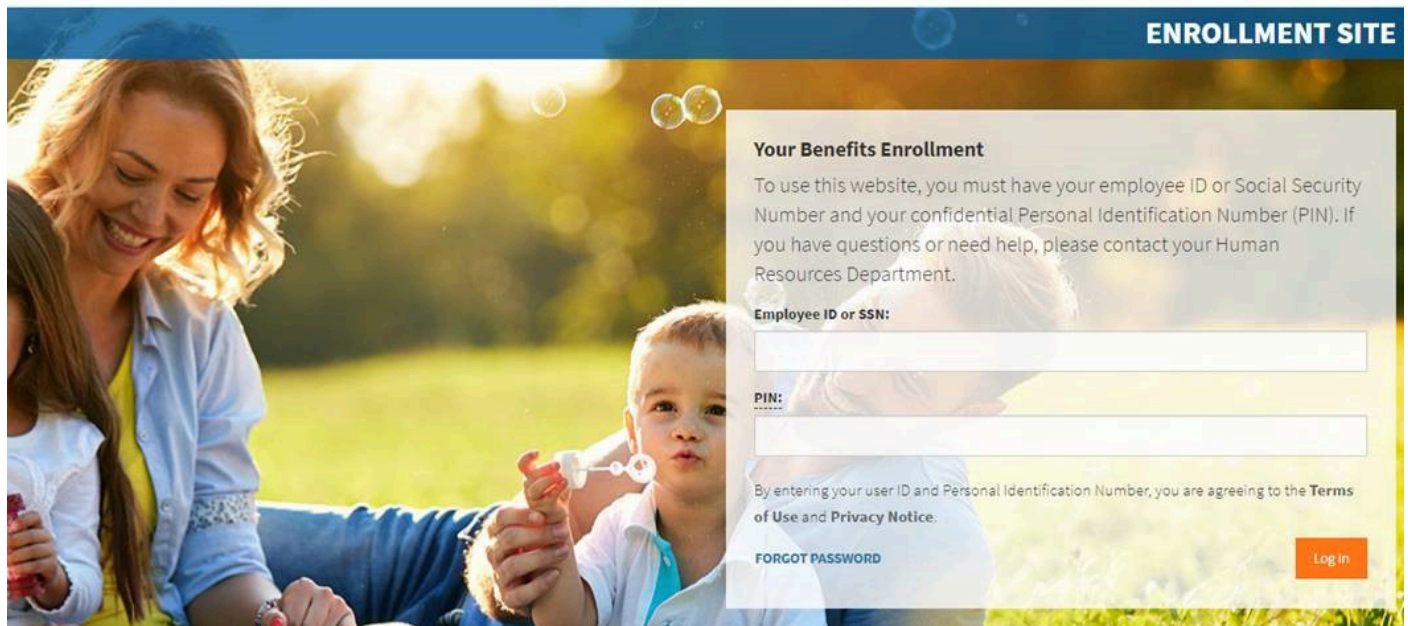 ENROLLMENT SITE
Your Benefits Enrollment
To use this website, you must have your employee ID or Social Security
Number and your confidential Personal Identification Number (PIN). If
you have questions or need help, please contact your Human
Resources Department.
Employee ID or SSN:
PIN:
By entering your user ID and Personal Identification Number, you are agreeing to the Terms
of Use and Privacy Notice.
FORGOT PASSWORD
Log in